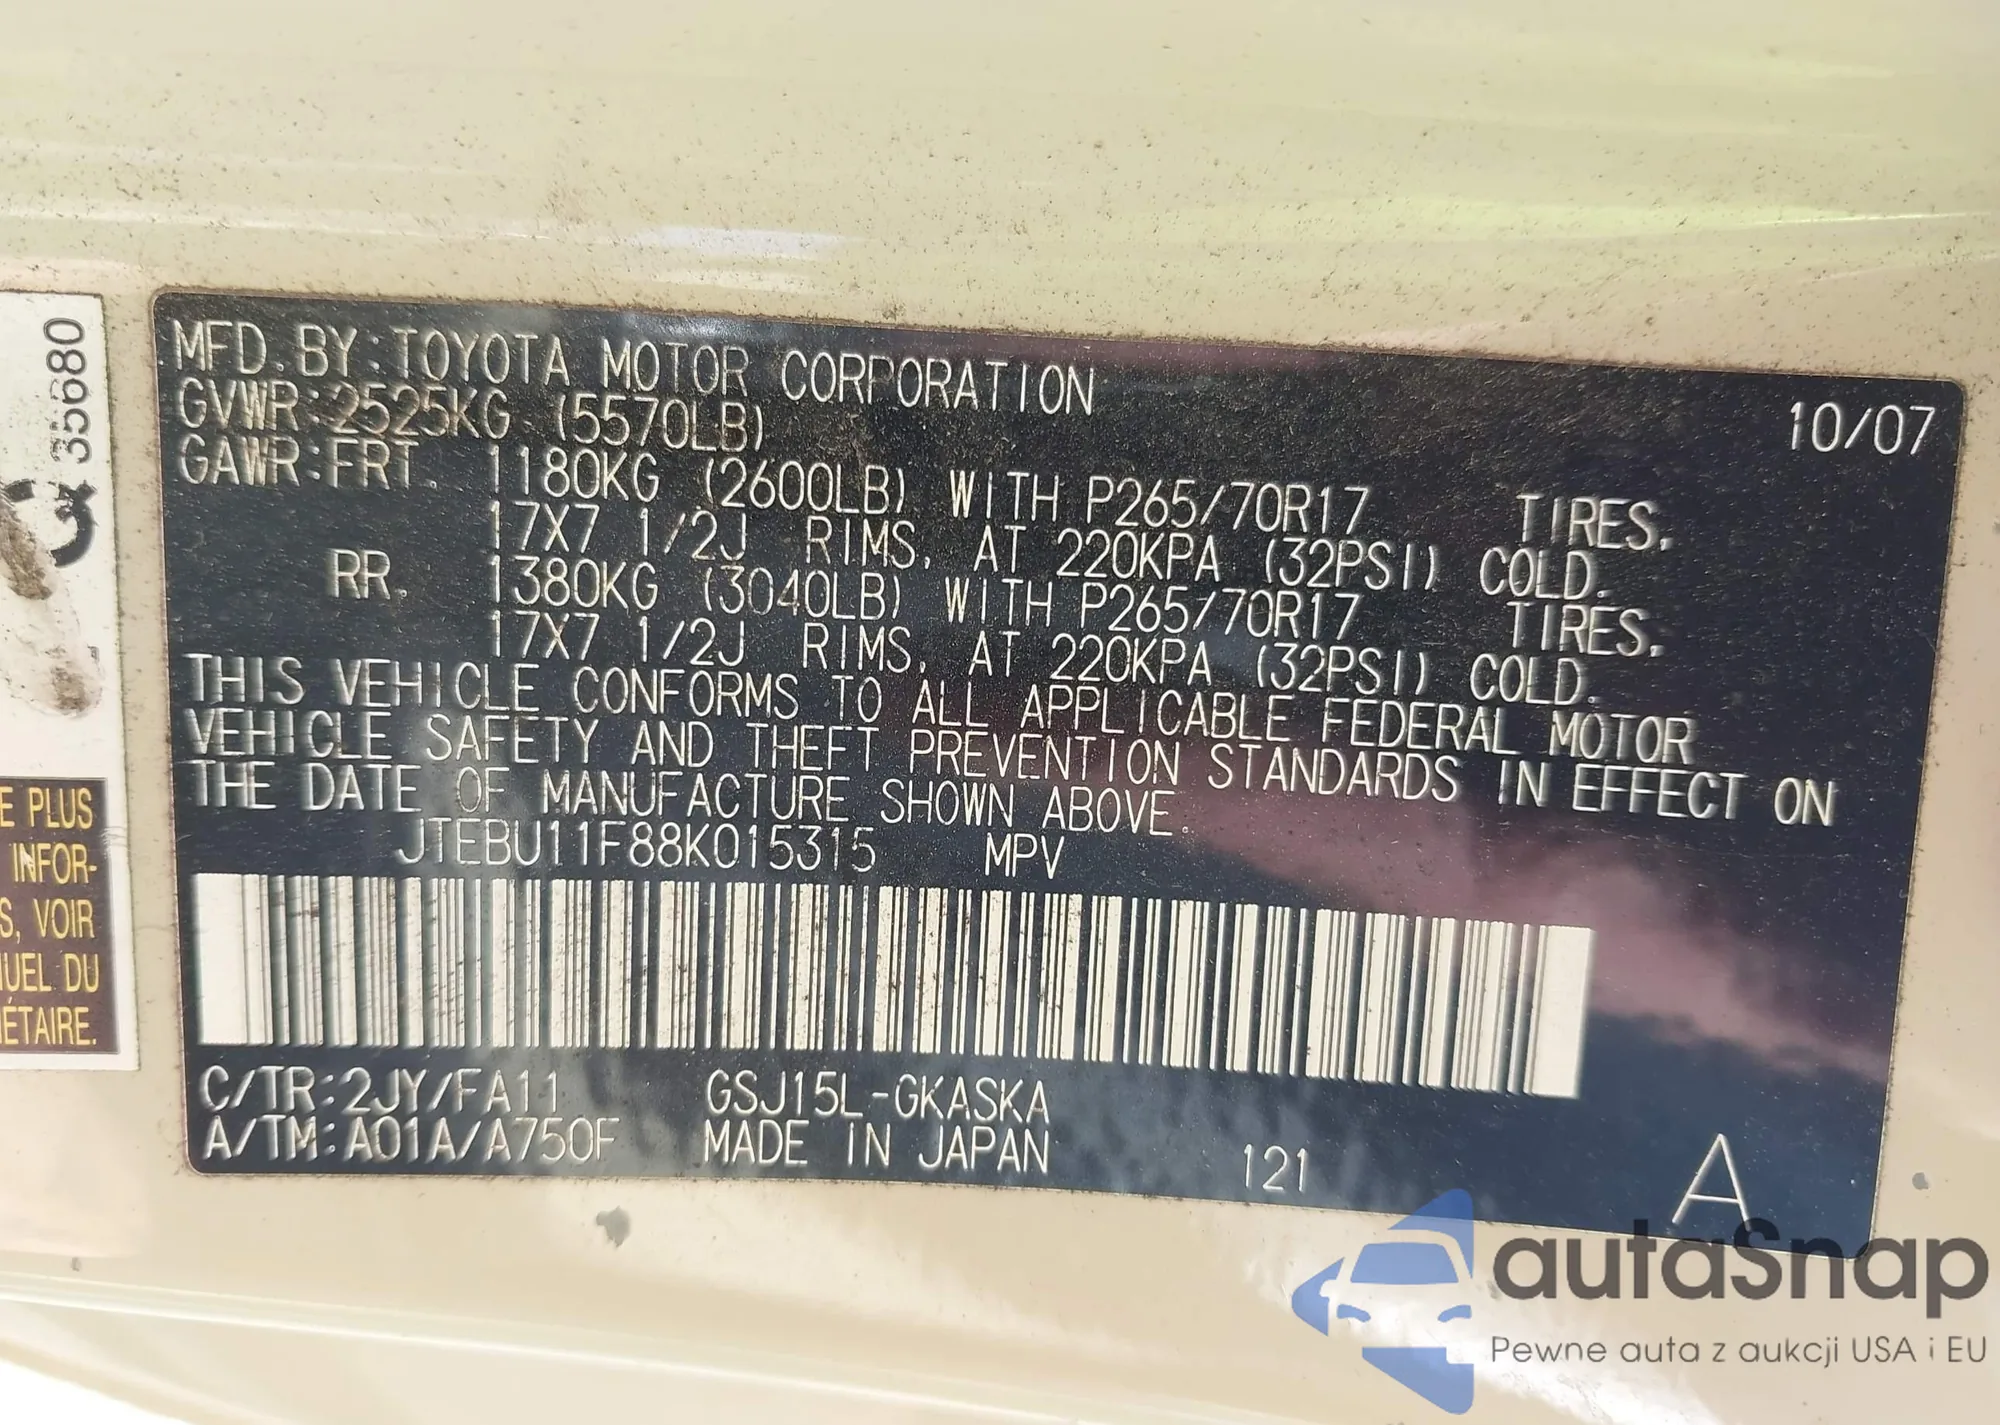 MFD.BY:TOYOTA MOTOR CORPORATION 10/07
GVWR:2525KG (5570LB)
GAWR:FRT. 1180KG (2600LB) WITH P265/70R17 TIRES,
17X7 1/2J RIMS, AT 220KPA (32PSI) COLD.
RR. 1380KG (3040LB) WITH P265/70R17 TIRES,
17X7 1/2J RIMS, AT 220KPA (32PSI) COLD.
THIS VEHICLE CONFORMS TO ALL APPLICABLE FEDERAL MOTOR
VEHICLE SAFETY AND THEFT PREVENTION STANDARDS IN EFFECT ON
THE DATE OF MANUFACTURE SHOWN ABOVE.
JTEBU11F88K015315 MPV
C/TR:2JY/FA11 GSJ15L-GKASKA
A/TM:A01A/A750F MADE IN JAPAN 121 A
35680
E PLUS
INFOR-
S, VOIR
NUEL DU
ÉTAIRE.
autaSnap
Pewne auta z aukcji USA i EU